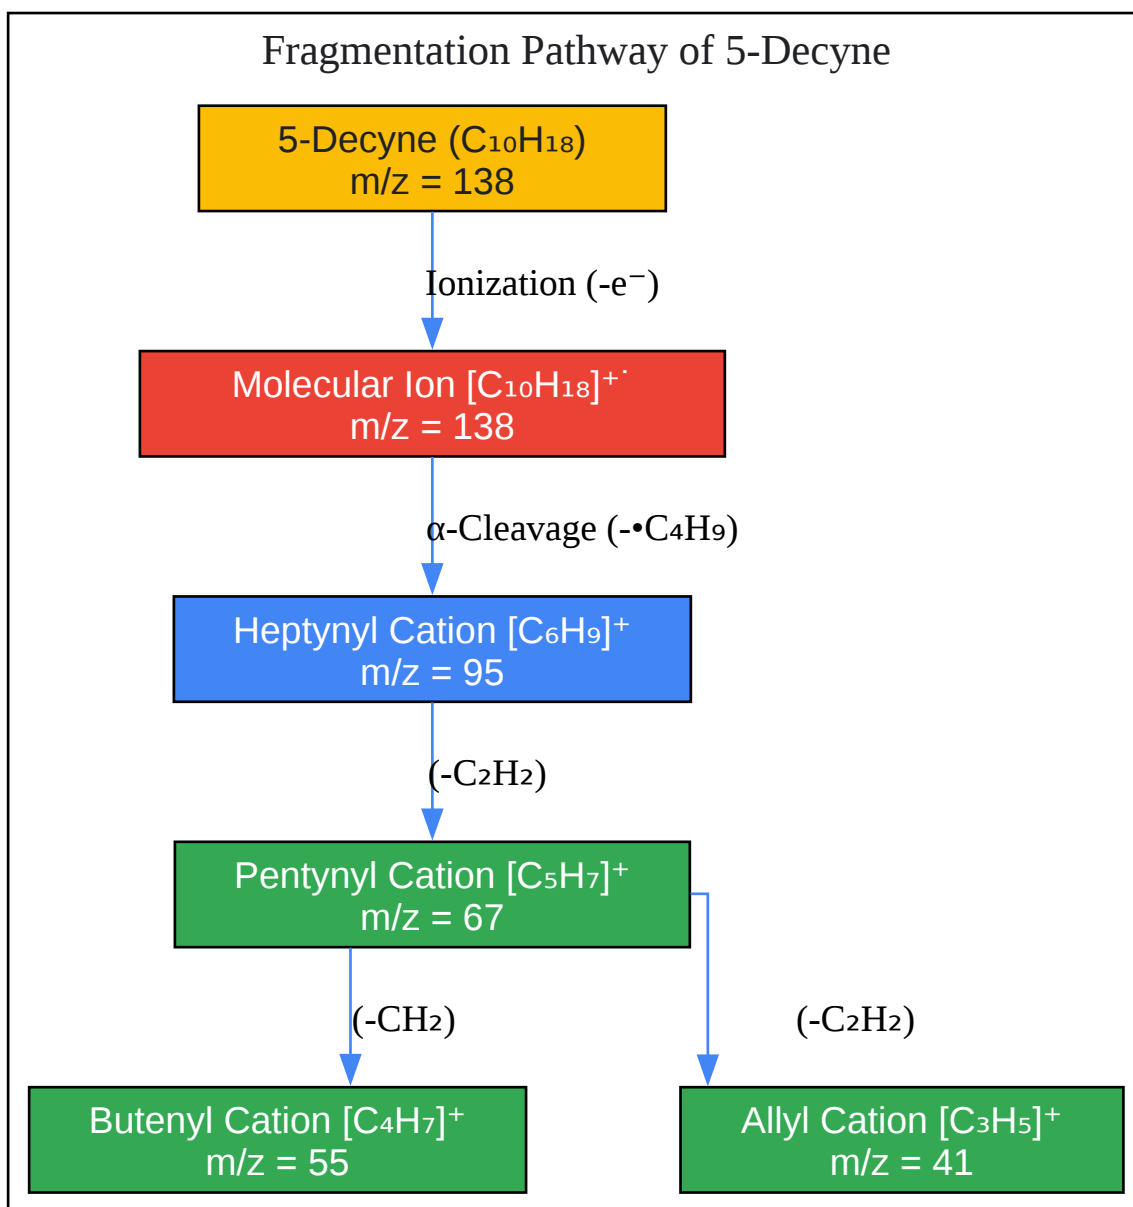 Fragmentation Pathway of 5-Decyne
5-Decyne (C₁₀H₁₈)
m/z = 138
Ionization (-e⁻)
Molecular Ion [C₁₀H₁₈]⁺˙
m/z = 138
α-Cleavage (-•C₄H₉)
Heptynyl Cation [C₆H₉]⁺
m/z = 95
(-C₂H₂)
Pentynyl Cation [C₅H₇]⁺
m/z = 67
(-CH₂)
(-C₂H₂)
Butenyl Cation [C₄H₇]⁺
m/z = 55
Allyl Cation [C₃H₅]⁺
m/z = 41